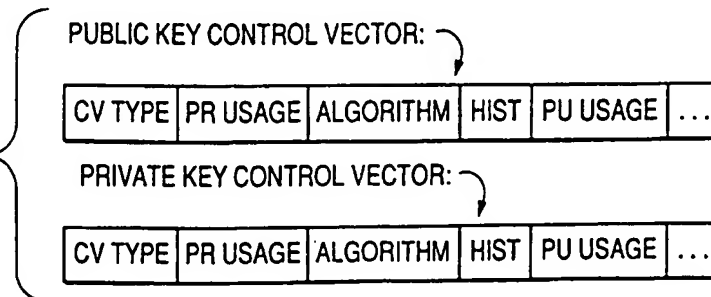 PUBLIC KEY CONTROL VECTOR:
CV TYPE PR USAGE ALGORITHM HIST PU USAGE ...
PRIVATE KEY CONTROL VECTOR:
CV TYPE PR USAGE ALGORITHM HIST PU USAGE ...